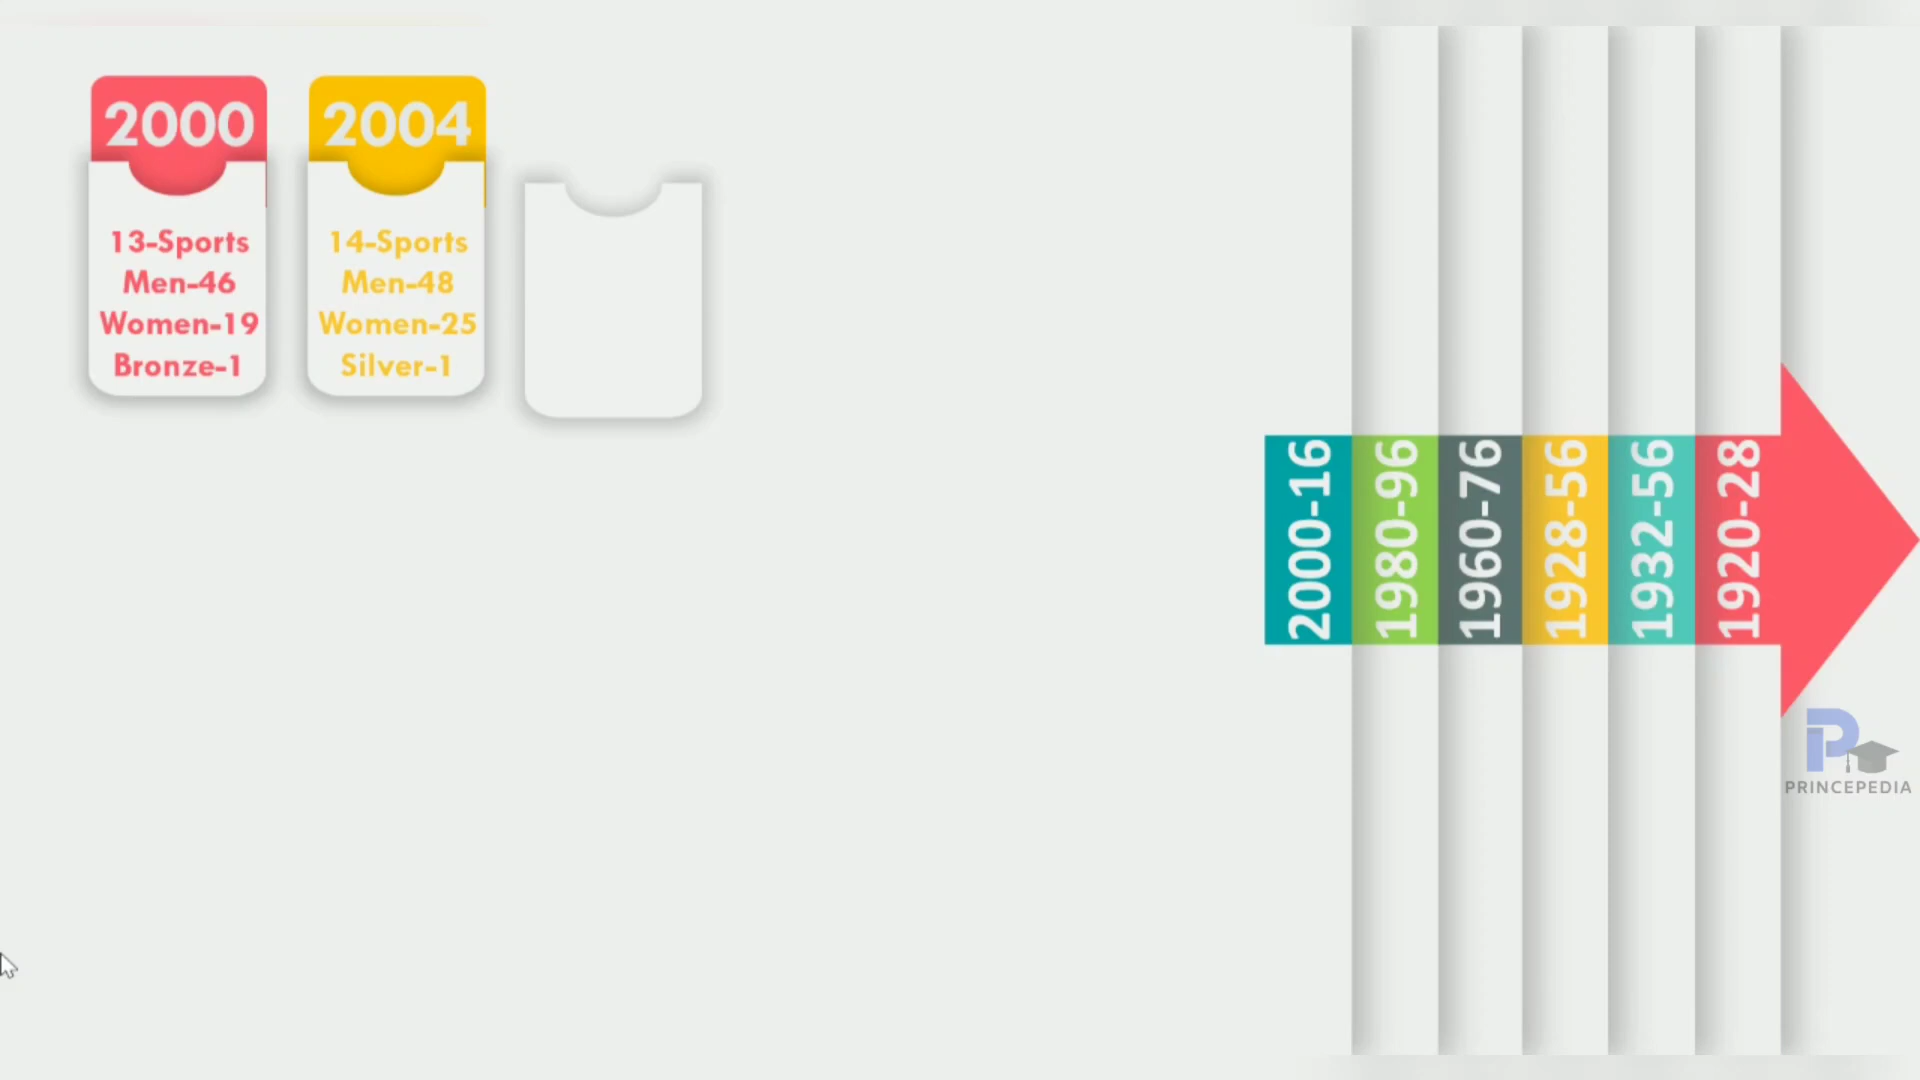 2000
13-Sports
Men-46
Women-19
Bronze-1
2004
14-Sports
Men-48
Women-25
Silver-1
2000-16
1980-96
1960-76
1928-56
1932-56
1920-28
PRINCEPEDIA